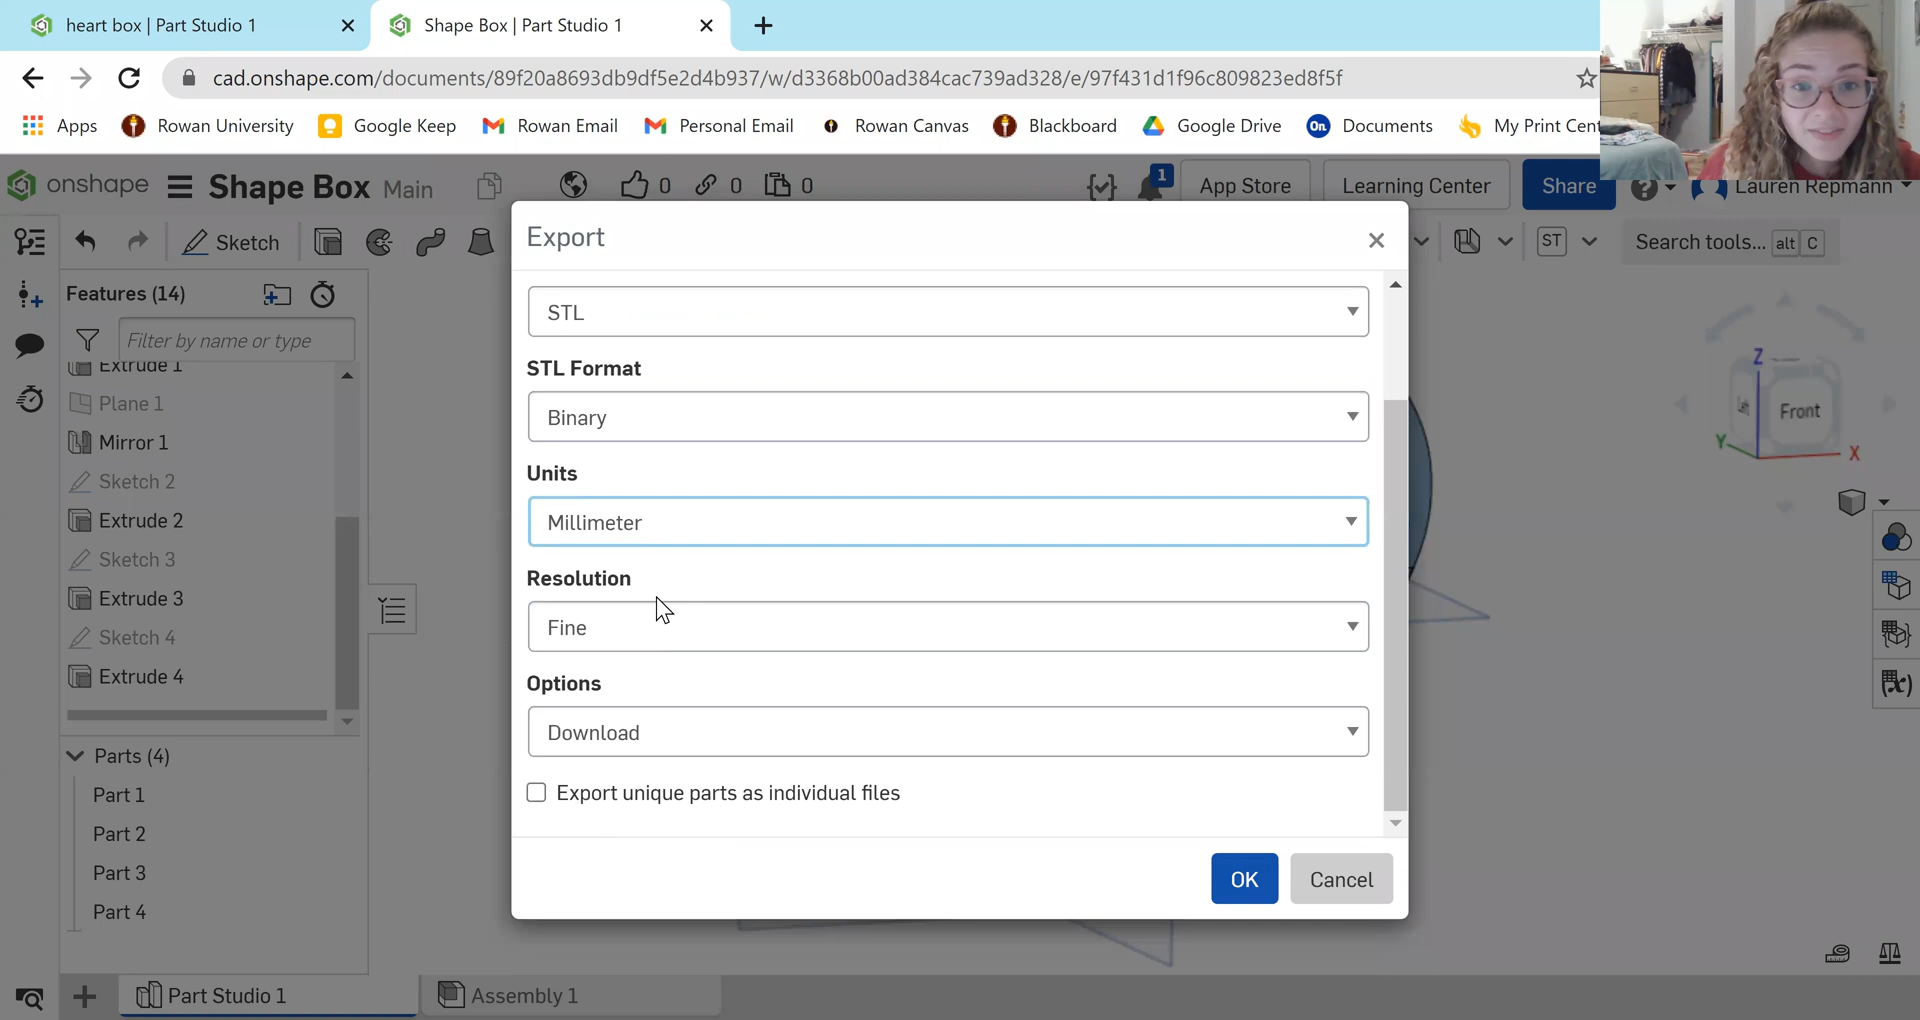 heart box | Part Studio 1
Shape Box | Part Studio 1
cad.onshape.com/documents/89f20a8693db9df5e2d4b937/w/d3368b00ad384cac739ad328/e/97f431d1f96c809823ed8f5f
Apps
Rowan University
Google Keep
Rowan Email
Personal Email
Rowan Canvas
Blackboard
Google Drive
On
Documents
My Print Cent
onshape
Shape Box
Main
0
0
0
1
App Store
Learning Center
Share
Lauren Repmann
Sketch
ST
Search tools...
alt
C
Export
Features (14)
Filter by name or type
Extrude 1
Plane 1
Mirror 1
Sketch 2
Extrude 2
Sketch 3
Extrude 3
Sketch 4
Extrude 4
Parts (4)
Part 1
Part 2
Part 3
Part 4
STL
STL Format
Binary
Units
Millimeter
Resolution
Fine
Options
Download
Export unique parts as individual files
OK
Cancel
Z
Front
Y
X
(x)
Part Studio 1
Assembly 1